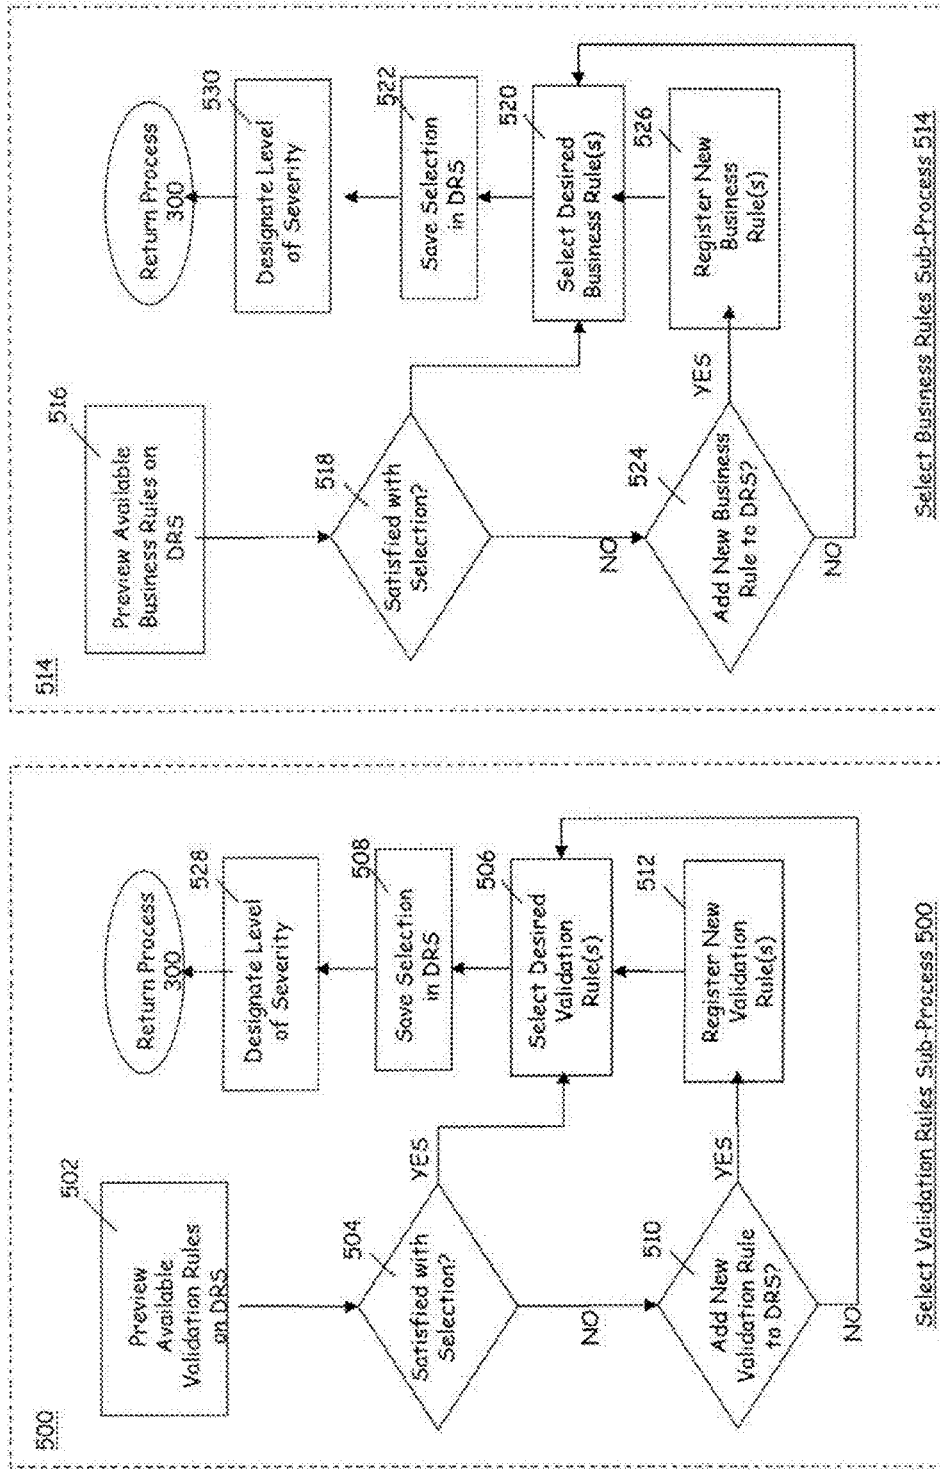 500
502
Preview
Available
Validation Rules
on DRS
504
Satisfied with
Selection?
YES
NO
510
Add New
Validation Rule
to DRS?
YES
NO
Return Process
300
528
Designate Level
of Severity
508
Save Selection
in DRS
506
Select Desired
Validation
Rule(s)
512
Register New
Validation
Rule(s)
Select Validation Rules Sub-Process 500
514
516
Preview Available
Business Rules on
DRS
518
Satisfied with
Selection?
NO
524
Add New Business
Rule to DRS?
YES
NO
Return Process
300
530
Designate Level
of Severity
522
Save Selection
in DRS
520
Select Desired
Business Rule(s)
526
Register New
Business
Rule(s)
Select Business Rules Sub-Process 514